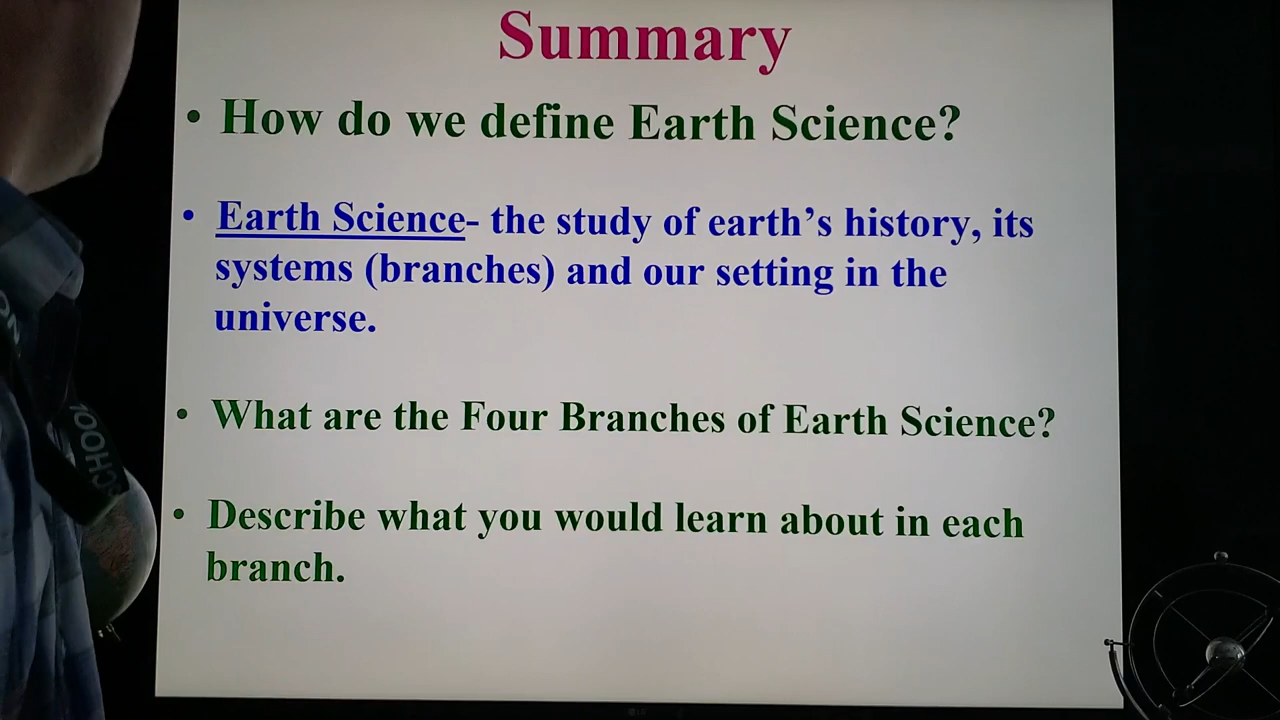 Summary
• How do we define Earth Science?
• Earth Science- the study of earth's history, its
systems (branches) and our setting in the
universe.
• What are the Four Branches of Earth Science?
• Describe what you would learn about in each
branch.